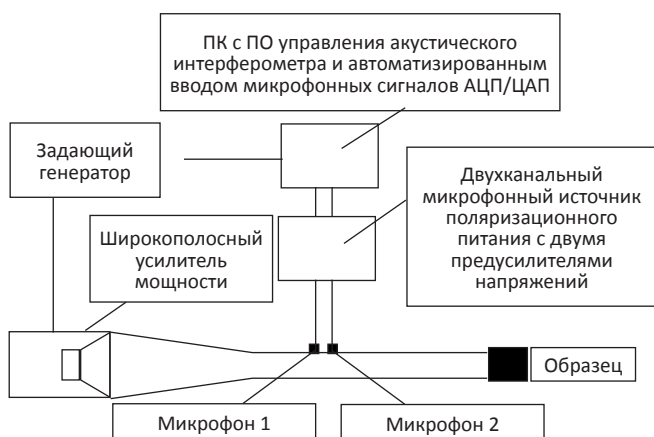 ПК с ПО управления акустического
интерферометра и автоматизированным
вводом микрофонных сигналов АЦП/ЦАП
Задающий
генератор
Двухканальный
микрофонный источник
поляризационного
питания с двумя
предусилителями
напряжений
Широкополосный
усилитель
мощности
Образец
Микрофон 1
Микрофон 2